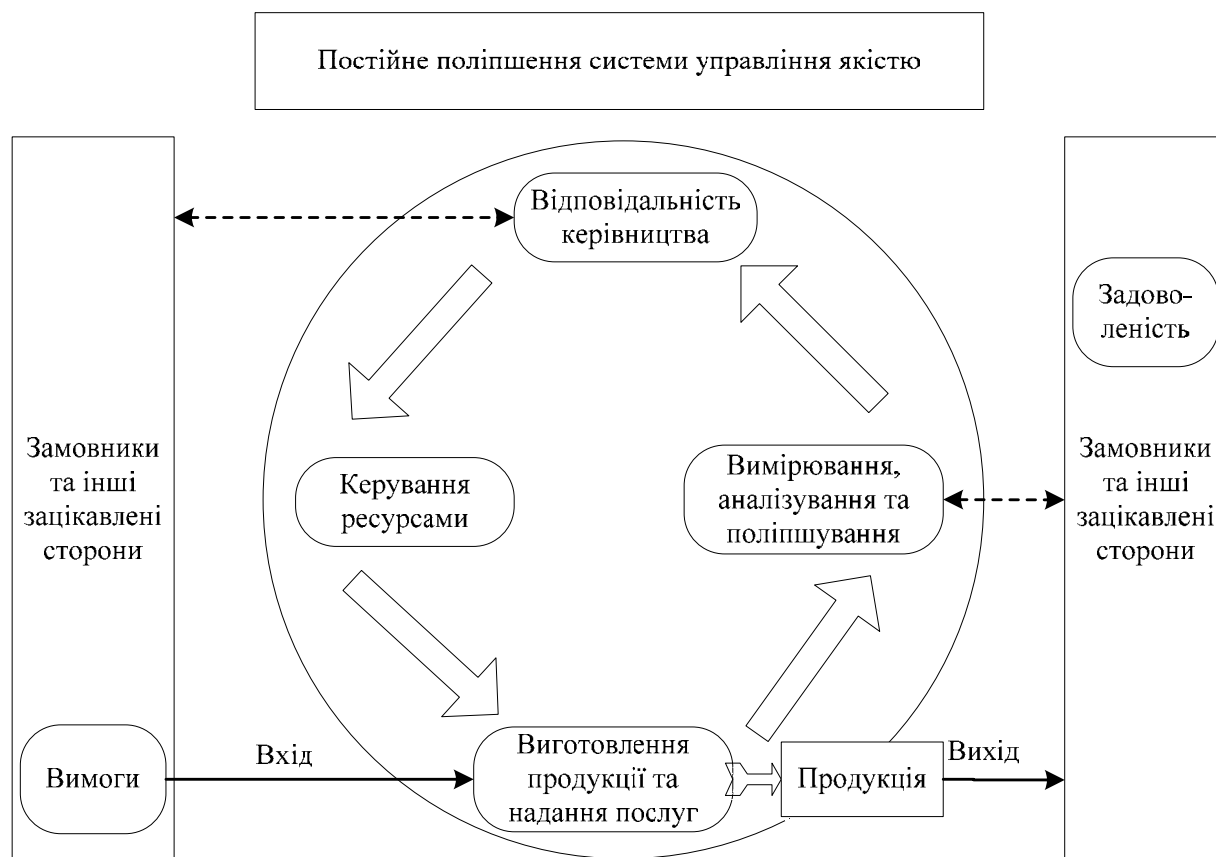 Постійне поліпшення системи управління якістю
Відповідальність
керівництва
Задово-
леність
Замовники
та інші
зацікавлені
сторони
Керування
ресурсами
Вимірювання,
аналізування та
поліпшування
Замовники
та інші
зацікавлені
сторони
Вимоги
Вхід
Виготовлення
продукції та
надання послуг
Продукція
Вихід